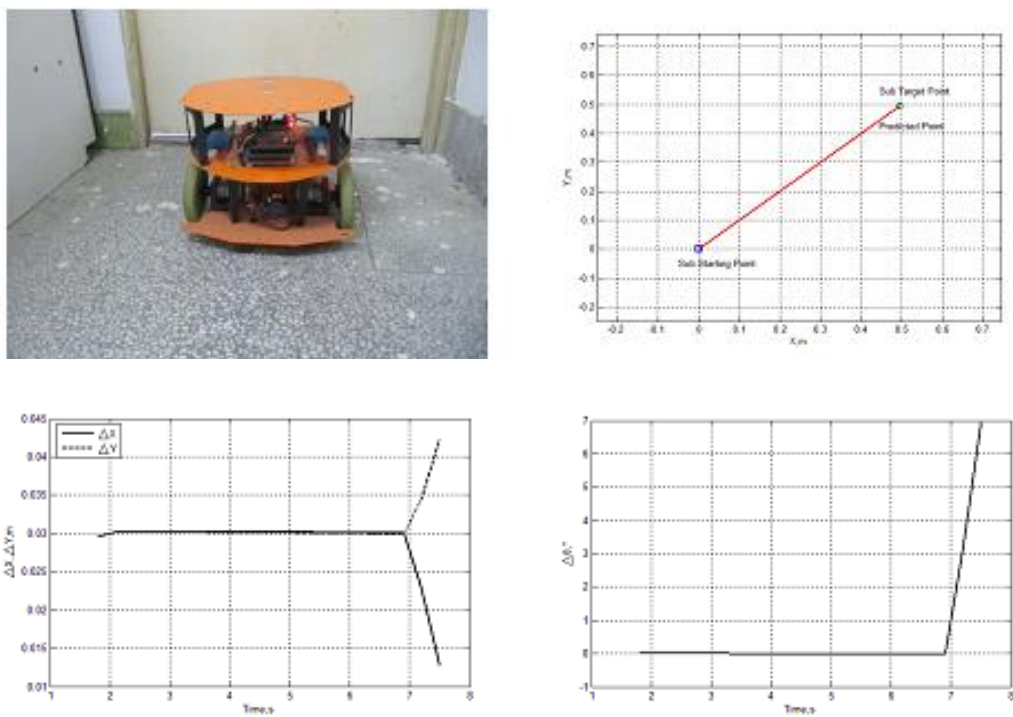 0.7
0.6
0.5
0.4
0.3
0.2
0.1
0
-0.1
-0.2
Y,m
Sub Target Point
Predicted Point
Sub Starting Point
-0.2 -0.1 0 0.1 0.2 0.3 0.4 0.5 0.6 0.7
X,m
0.045
0.04
0.035
0.03
0.025
0.02
0.015
0.01
△X △Y,m
△X
△Y
1 2 3 4 5 6 7 8
Time,s
7
6
5
4
3
2
1
0
-1
1 2 3 4 5 6 7 8
Time,s